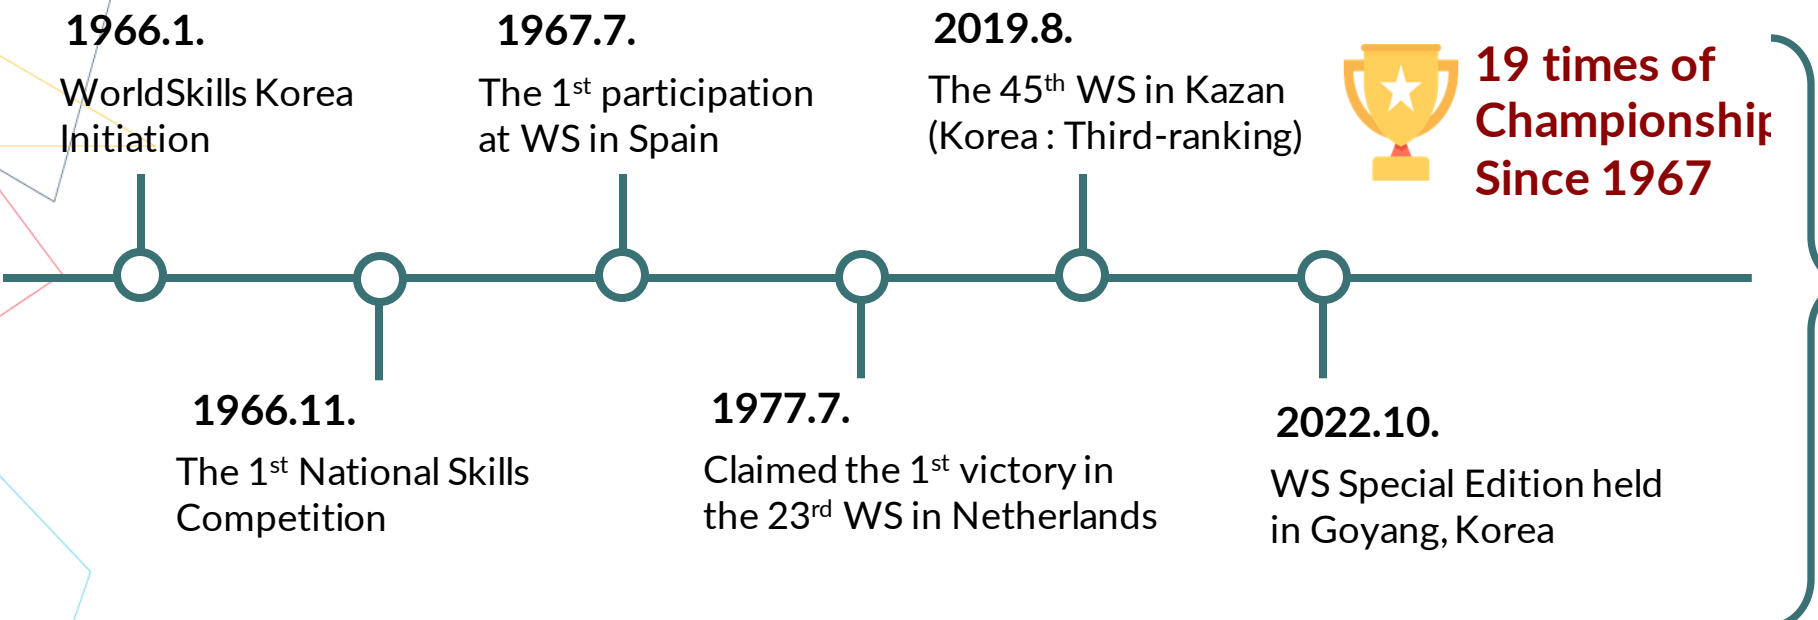 1966.1.
WorldSkills Korea
Initiation
1966.11.
The 1st National Skills
Competition
1967.7.
The 1st participation
at WS in Spain
1977.7.
Claimed the 1st victory in
the 23rd WS in Netherlands
2019.8.
The 45th WS in Kazan
(Korea : Third-ranking)
2022.10.
WS Special Edition held
in Goyang, Korea
19 times of
Championship
Since 1967